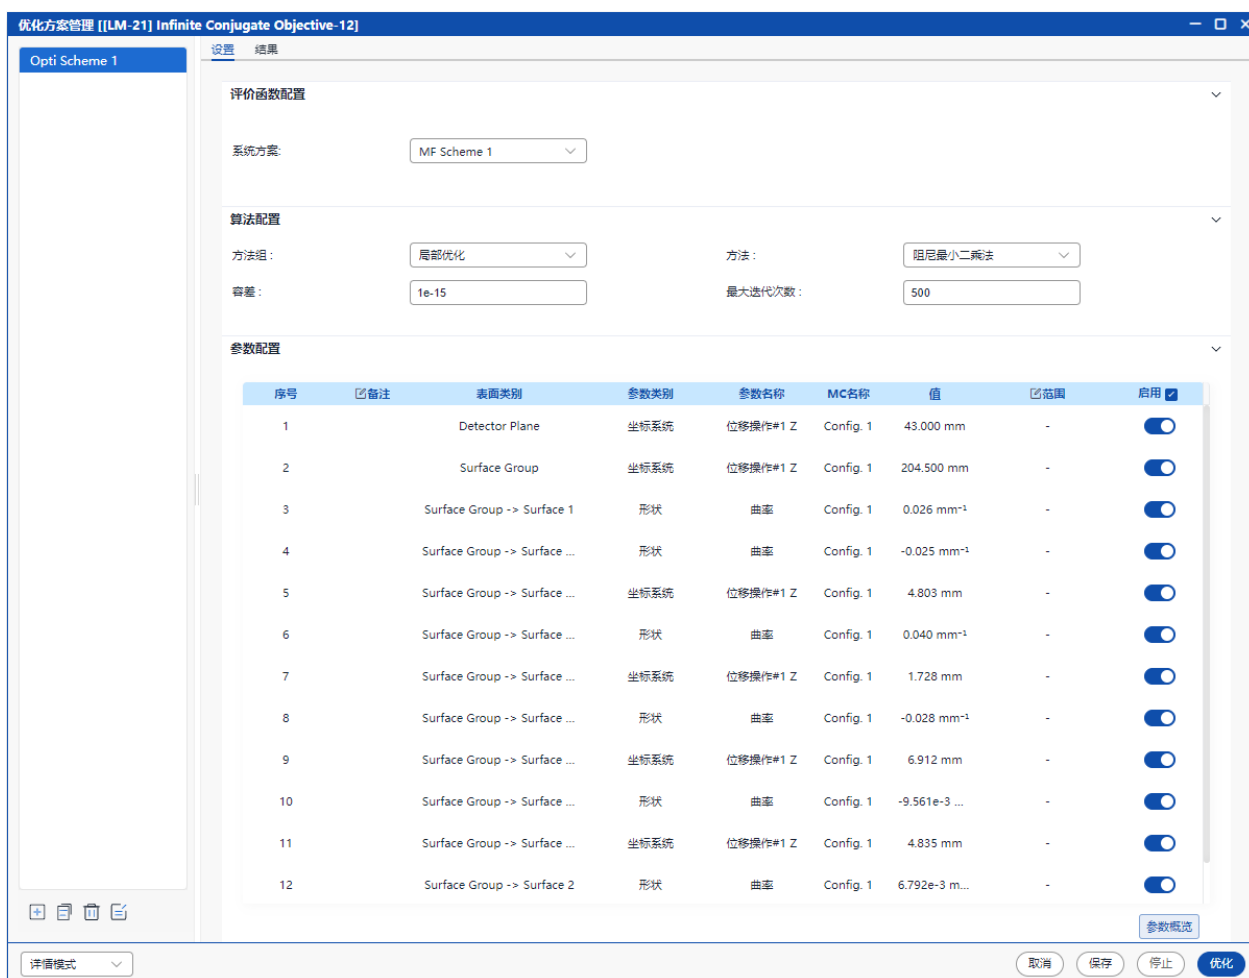 优化方案管理 [[LM-21] Infinite Conjugate Objective-12]
Opti Scheme 1
设置 结果
评价函数配置
系统方案: MF Scheme 1
算法配置
方法组: 局部优化 方法: 阻尼最小二乘法
容差: 1e-15 最大迭代次数: 500
参数配置
序号 备注 表面类别 参数类别 参数名称 MC名称 值 范围 启用
1 Detector Plane 坐标系统 位移操作#1 Z Config. 1 43.000 mm -
2 Surface Group 坐标系统 位移操作#1 Z Config. 1 204.500 mm -
3 Surface Group -> Surface 1 形状 曲率 Config. 1 0.026 mm⁻¹ -
4 Surface Group -> Surface ... 形状 曲率 Config. 1 -0.025 mm⁻¹ -
5 Surface Group -> Surface ... 坐标系统 位移操作#1 Z Config. 1 4.803 mm -
6 Surface Group -> Surface ... 形状 曲率 Config. 1 0.040 mm⁻¹ -
7 Surface Group -> Surface ... 坐标系统 位移操作#1 Z Config. 1 1.728 mm -
8 Surface Group -> Surface ... 形状 曲率 Config. 1 -0.028 mm⁻¹ -
9 Surface Group -> Surface ... 坐标系统 位移操作#1 Z Config. 1 6.912 mm -
10 Surface Group -> Surface ... 形状 曲率 Config. 1 -9.561e-3 ... -
11 Surface Group -> Surface ... 坐标系统 位移操作#1 Z Config. 1 4.835 mm -
12 Surface Group -> Surface 2 形状 曲率 Config. 1 6.792e-3 m... -
参数概览
详情模式 取消 保存 停止 优化